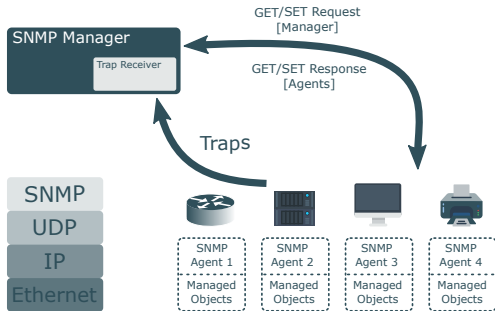 SNMP Manager
Trap Receiver
GET/SET Request
[Manager]
GET/SET Response
[Agents]
Traps
SNMP
UDP
IP
Ethernet
SNMP
Agent 1
Managed
Objects
SNMP
Agent 2
Managed
Objects
SNMP
Agent 3
Managed
Objects
SNMP
Agent 4
Managed
Objects